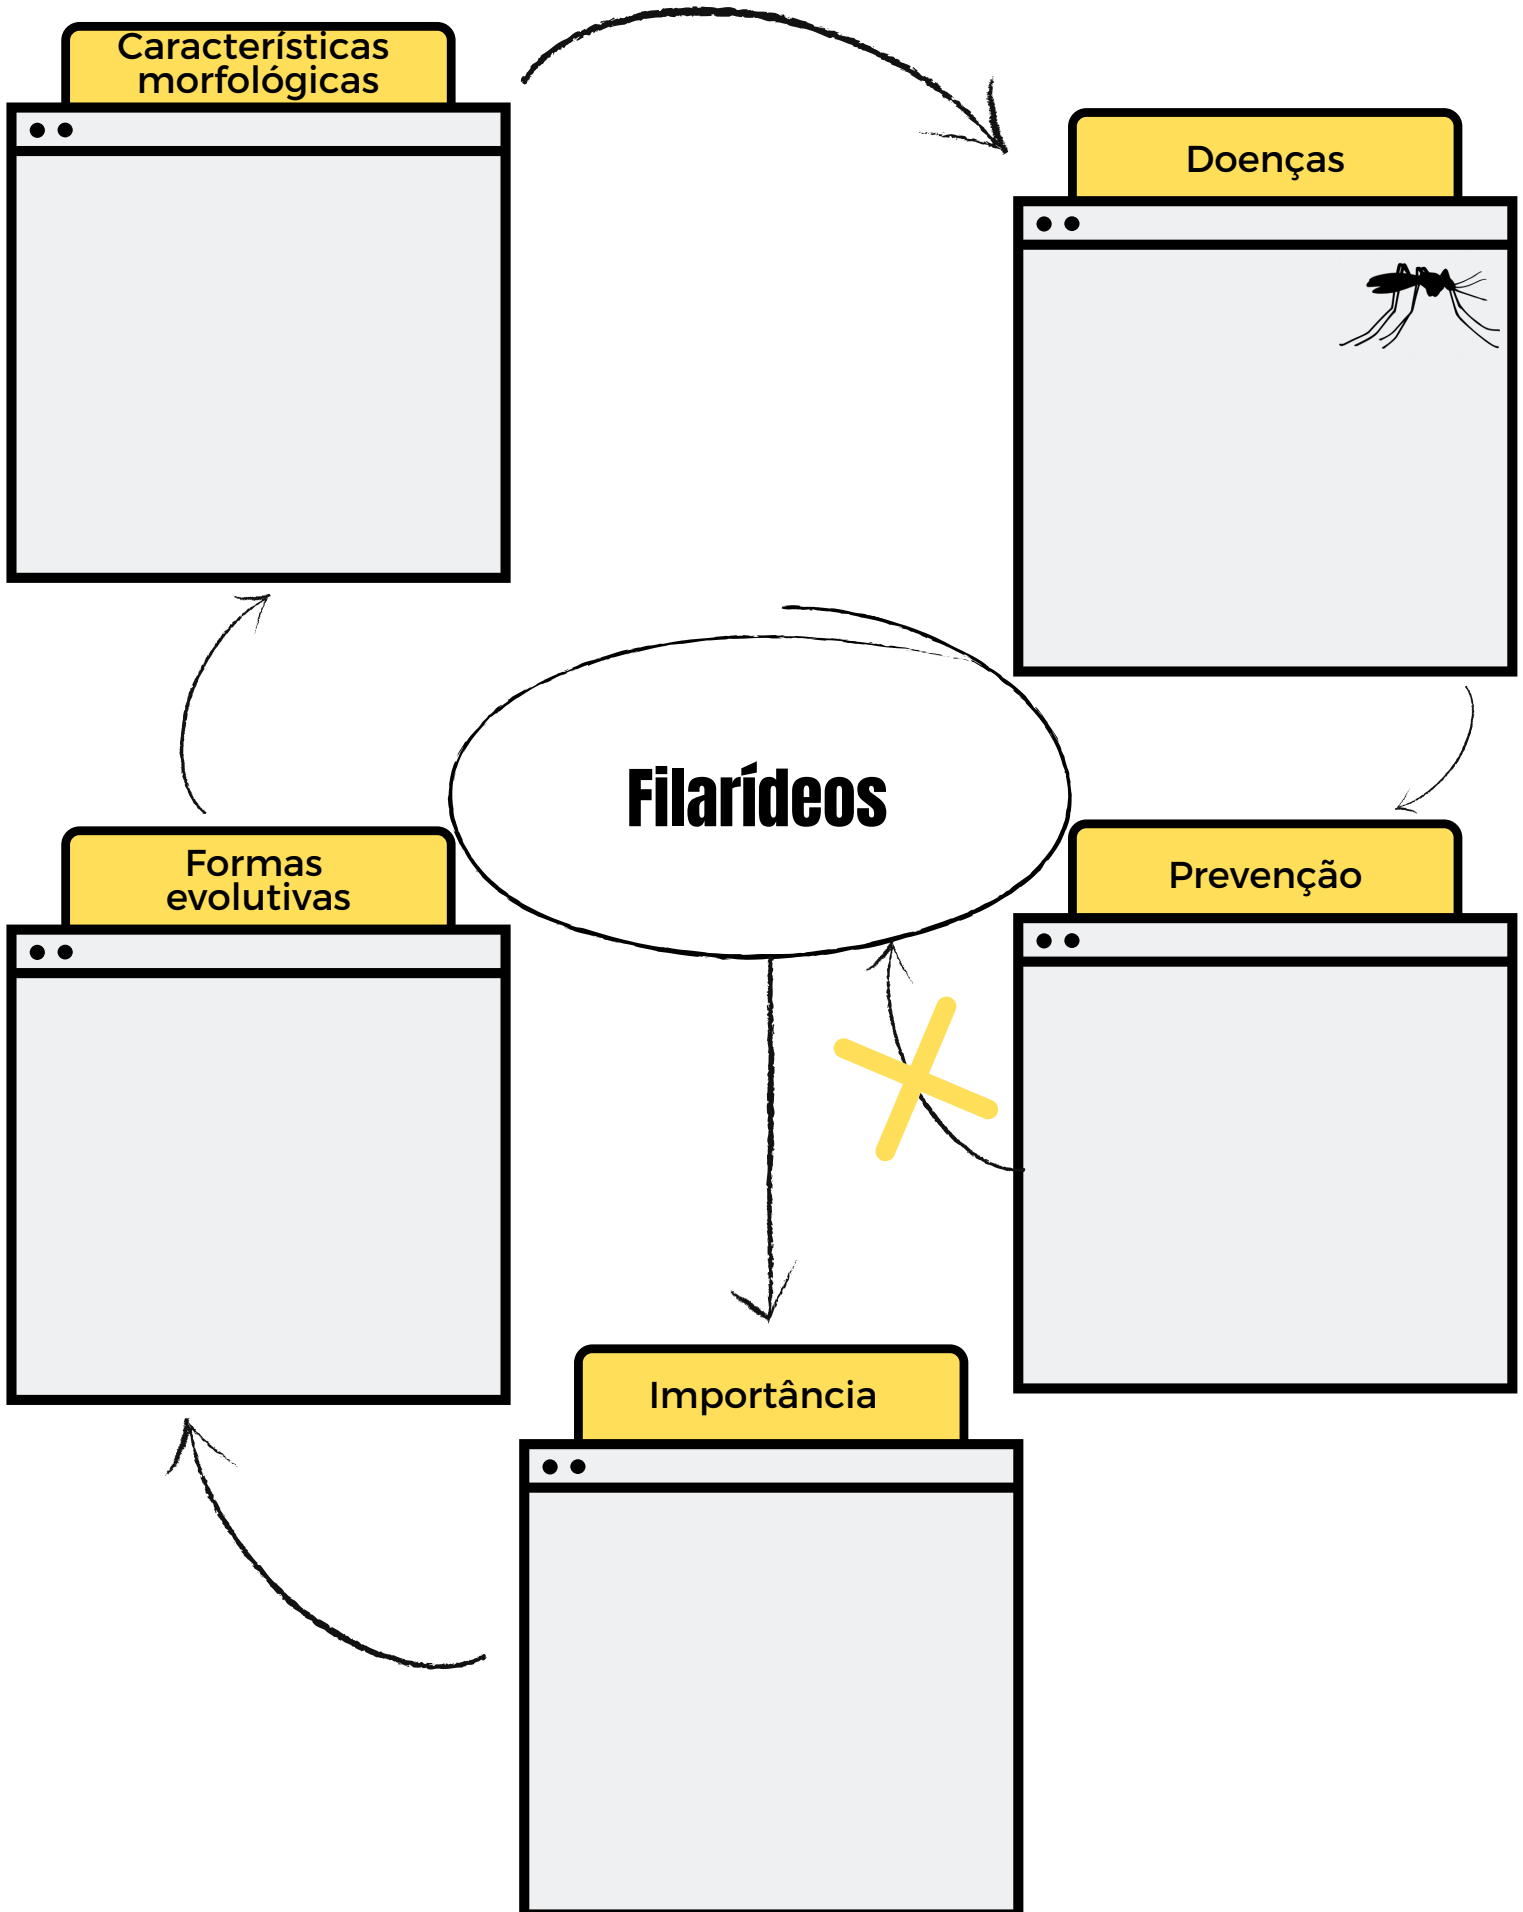 Características
morfológicas
Doenças
Filarídeos
Formas
evolutivas
Prevenção
Importância